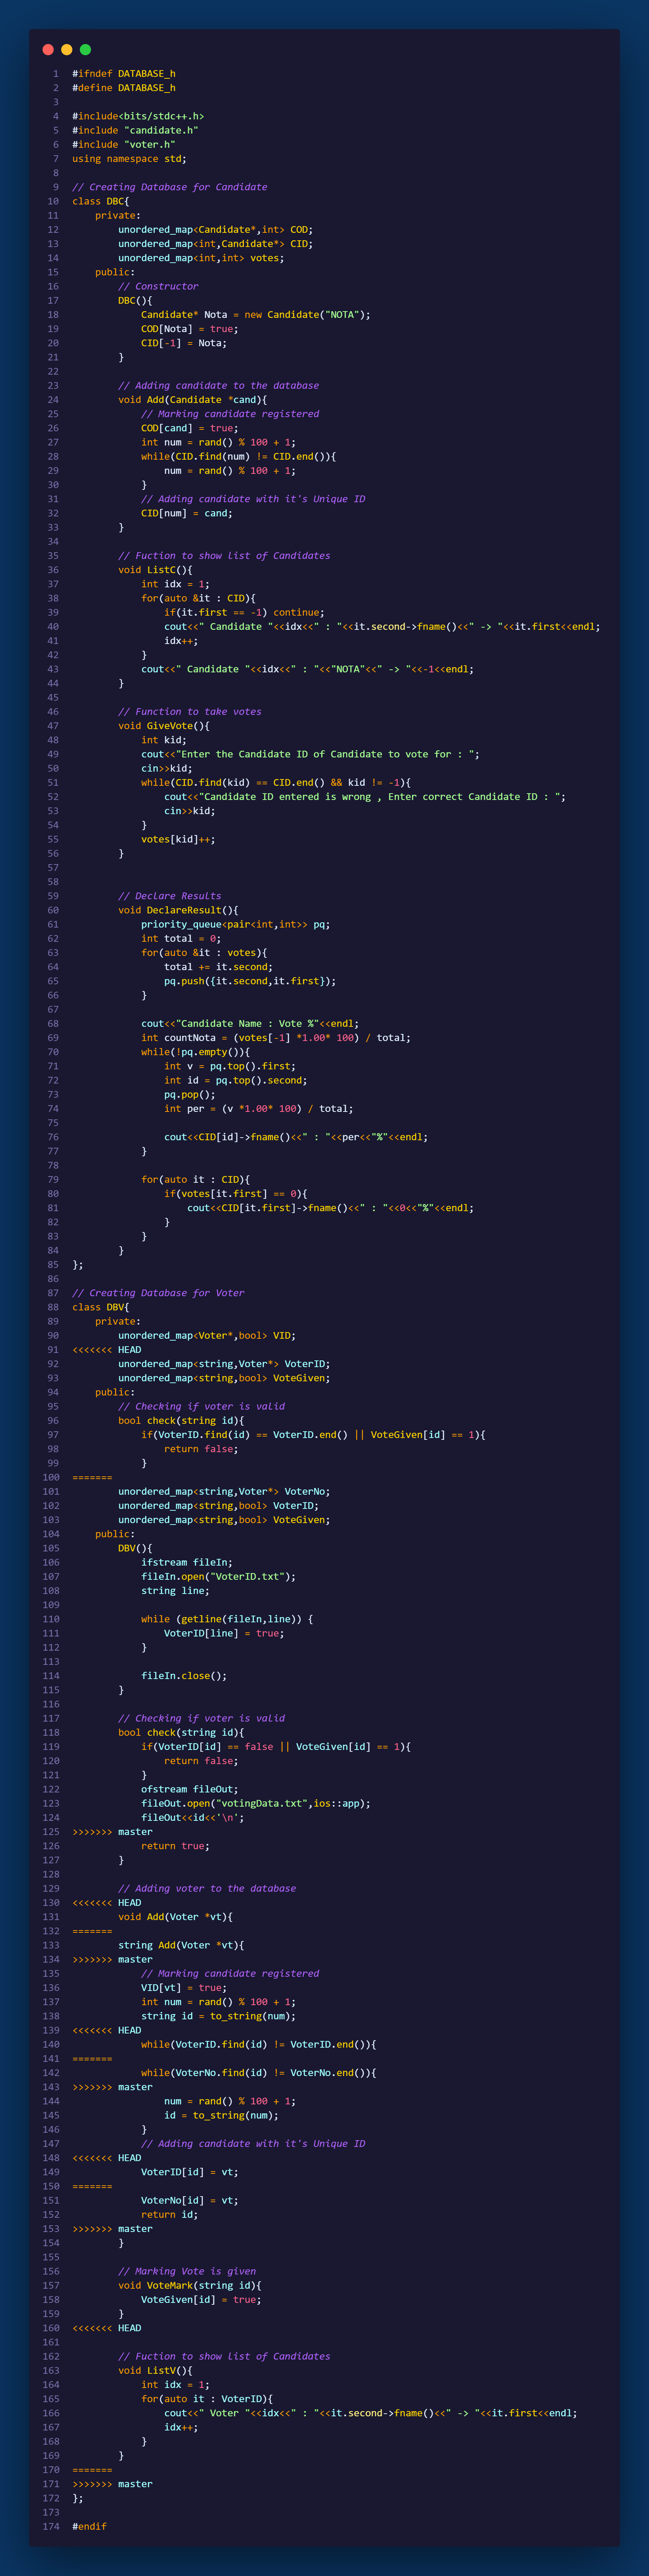 1 #ifndef DATABASE_h
2 #define DATABASE_h
3
4 #include<bits/stdc++.h>
5 #include "candidate.h"
6 #include "voter.h"
7 using namespace std;
8
9 // Creating Database for Candidate
10 class DBC{
11     private:
12         unordered_map<Candidate*,int> COD;
13         unordered_map<int,Candidate*> CID;
14         unordered_map<int,int> votes;
15     public:
16         // Constructor
17         DBC(){
18             Candidate* Nota = new Candidate("NOTA");
19             COD[Nota] = true;
20             CID[-1] = Nota;
21         }
22
23         // Adding candidate to the database
24         void Add(Candidate *cand){
25             // Marking candidate registered
26             COD[cand] = true;
27             int num = rand() % 100 + 1;
28             while(CID.find(num) != CID.end()){
29                 num = rand() % 100 + 1;
30             }
31             // Adding candidate with it's Unique ID
32             CID[num] = cand;
33         }
34
35         // Fuction to show list of Candidates
36         void ListC(){
37             int idx = 1;
38             for(auto &it : CID){
39                 if(it.first == -1) continue;
40                 cout<<" Candidate "<<idx<<" : "<<it.second->fname()<<" -> "<<it.first<<endl;
41                 idx++;
42             }
43             cout<<" Candidate "<<idx<<" : "<<"NOTA"<<" -> "<<-1<<endl;
44         }
45
46         // Function to take votes
47         void GiveVote(){
48             int kid;
49             cout<<"Enter the Candidate ID of Candidate to vote for : ";
50             cin>>kid;
51             while(CID.find(kid) == CID.end() && kid != -1){
52                 cout<<"Candidate ID entered is wrong , Enter correct Candidate ID : ";
53                 cin>>kid;
54             }
55             votes[kid]++;
56         }
57
58
59         // Declare Results
60         void DeclareResult(){
61             priority_queue<pair<int,int>> pq;
62             int total = 0;
63             for(auto &it : votes){
64                 total += it.second;
65                 pq.push({it.second,it.first});
66             }
67
68             cout<<"Candidate Name : Vote %"<<endl;
69             int countNota = (votes[-1] *1.00* 100) / total;
70             while(!pq.empty()){
71                 int v = pq.top().first;
72                 int id = pq.top().second;
73                 pq.pop();
74                 int per = (v *1.00* 100) / total;
75
76                 cout<<CID[id]->fname()<<" : "<<per<<"%"<<endl;
77             }
78
79             for(auto it : CID){
80                 if(votes[it.first] == 0){
81                     cout<<CID[it.first]->fname()<<" : "<<0<<"%"<<endl;
82                 }
83             }
84         }
85 };
86
87 // Creating Database for Voter
88 class DBV{
89     private:
90         unordered_map<Voter*,bool> VID;
91 <<<<<<< HEAD
92         unordered_map<string,Voter*> VoterID;
93         unordered_map<string,bool> VoteGiven;
94     public:
95         // Checking if voter is valid
96         bool check(string id){
97             if(VoterID.find(id) == VoterID.end() || VoteGiven[id] == 1){
98                 return false;
99             }
100 =======
101         unordered_map<string,Voter*> VoterNo;
102         unordered_map<string,bool> VoterID;
103         unordered_map<string,bool> VoteGiven;
104     public:
105         DBV(){
106             ifstream fileIn;
107             fileIn.open("VoterID.txt");
108             string line;
109
110             while (getline(fileIn,line)) {
111                 VoterID[line] = true;
112             }
113
114             fileIn.close();
115         }
116
117         // Checking if voter is valid
118         bool check(string id){
119             if(VoterID[id] == false || VoteGiven[id] == 1){
120                 return false;
121             }
122             ofstream fileOut;
123             fileOut.open("votingData.txt",ios::app);
124             fileOut<<id<<'\n';
125 >>>>>>> master
126             return true;
127         }
128
129         // Adding voter to the database
130 <<<<<<< HEAD
131         void Add(Voter *vt){
132 =======
133         string Add(Voter *vt){
134 >>>>>>> master
135             // Marking candidate registered
136             VID[vt] = true;
137             int num = rand() % 100 + 1;
138             string id = to_string(num);
139 <<<<<<< HEAD
140             while(VoterID.find(id) != VoterID.end()){
141 =======
142             while(VoterNo.find(id) != VoterNo.end()){
143 >>>>>>> master
144                 num = rand() % 100 + 1;
145                 id = to_string(num);
146             }
147             // Adding candidate with it's Unique ID
148 <<<<<<< HEAD
149             VoterID[id] = vt;
150 =======
151             VoterNo[id] = vt;
152             return id;
153 >>>>>>> master
154         }
155
156         // Marking Vote is given
157         void VoteMark(string id){
158             VoteGiven[id] = true;
159         }
160 <<<<<<< HEAD
161
162         // Fuction to show list of Candidates
163         void ListV(){
164             int idx = 1;
165             for(auto it : VoterID){
166                 cout<<" Voter "<<idx<<" : "<<it.second->fname()<<" -> "<<it.first<<endl;
167                 idx++;
168             }
169         }
170 =======
171 >>>>>>> master
172 };
173
174 #endif